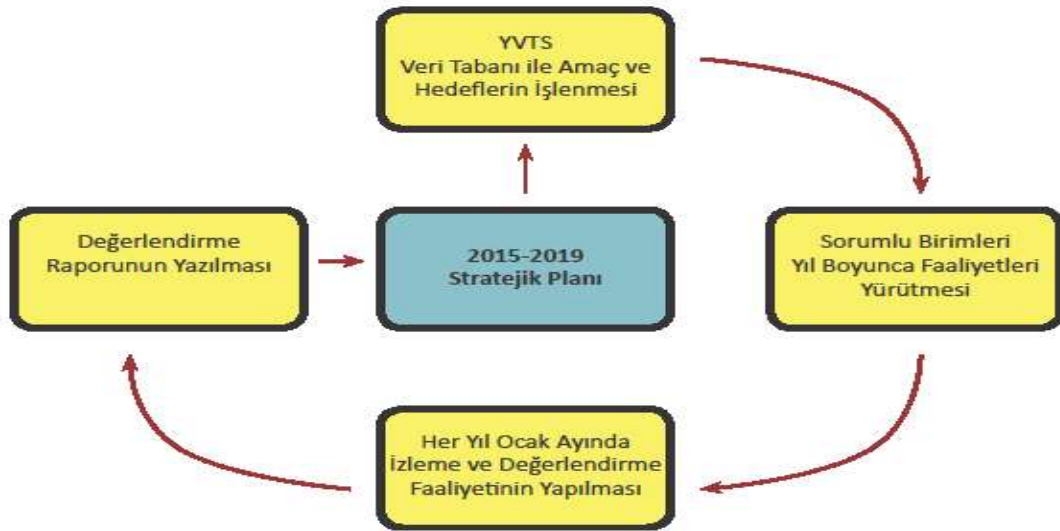 YVTS
Veri Tabanı ile Amaç ve
Hedeflerin İşlenmesi
Değerlendirme
Raporunun Yazılması
2015-2019
Stratejik Planı
Sorumlu Birimleri
Yıl Boyunca Faaliyetleri
Yürütmesi
Her Yıl Ocak Ayında
İzleme ve Değerlendirme
Faaliyetinin Yapılması